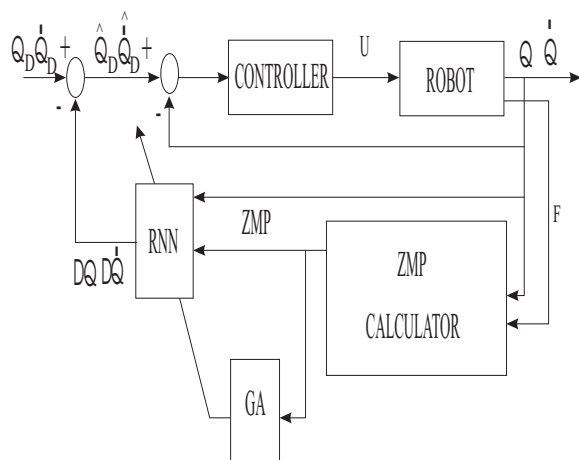 Q_D Q̇_D + Q̂_D Q̇̂_D +
U
Q Q̇
CONTROLLER
ROBOT
-
-
F
ZMP
RNN
ZMP
CALCULATOR
DQ DQ̇
GA